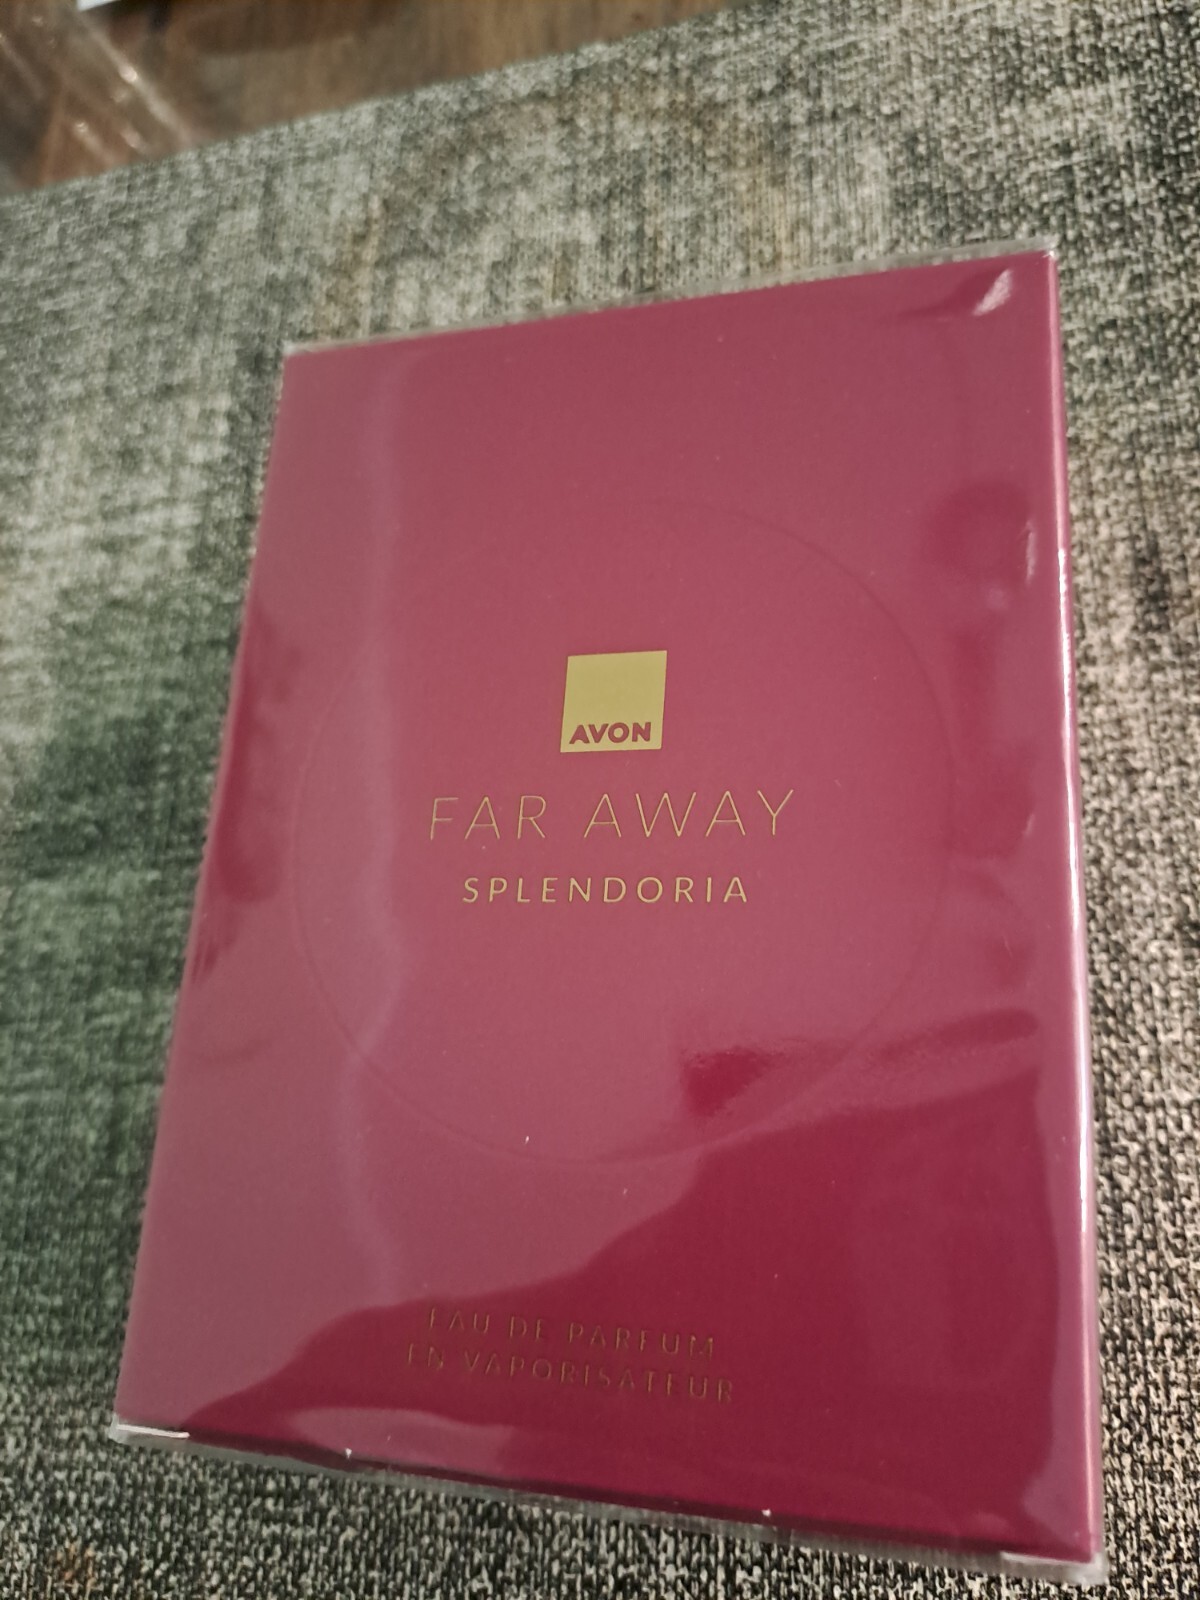 AVON
FAR AWAY
SPLENDORIA
EAU DE PARFUM
EN VAPORISATEUR